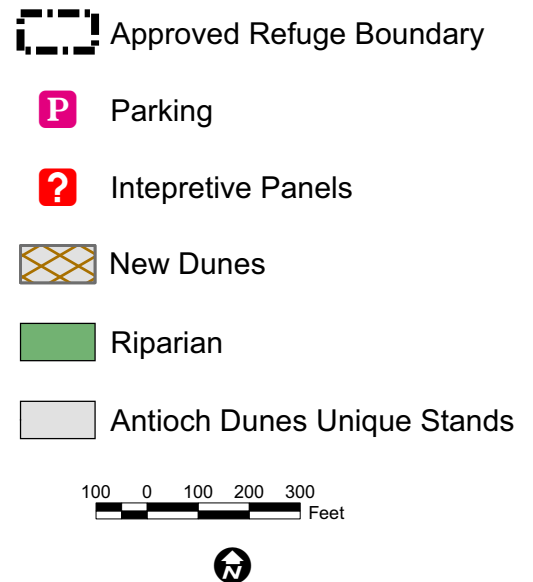 Approved Refuge Boundary
P Parking
? Intepretive Panels
New Dunes
Riparian
Antioch Dunes Unique Stands
100 0 100 200 300
Feet
N